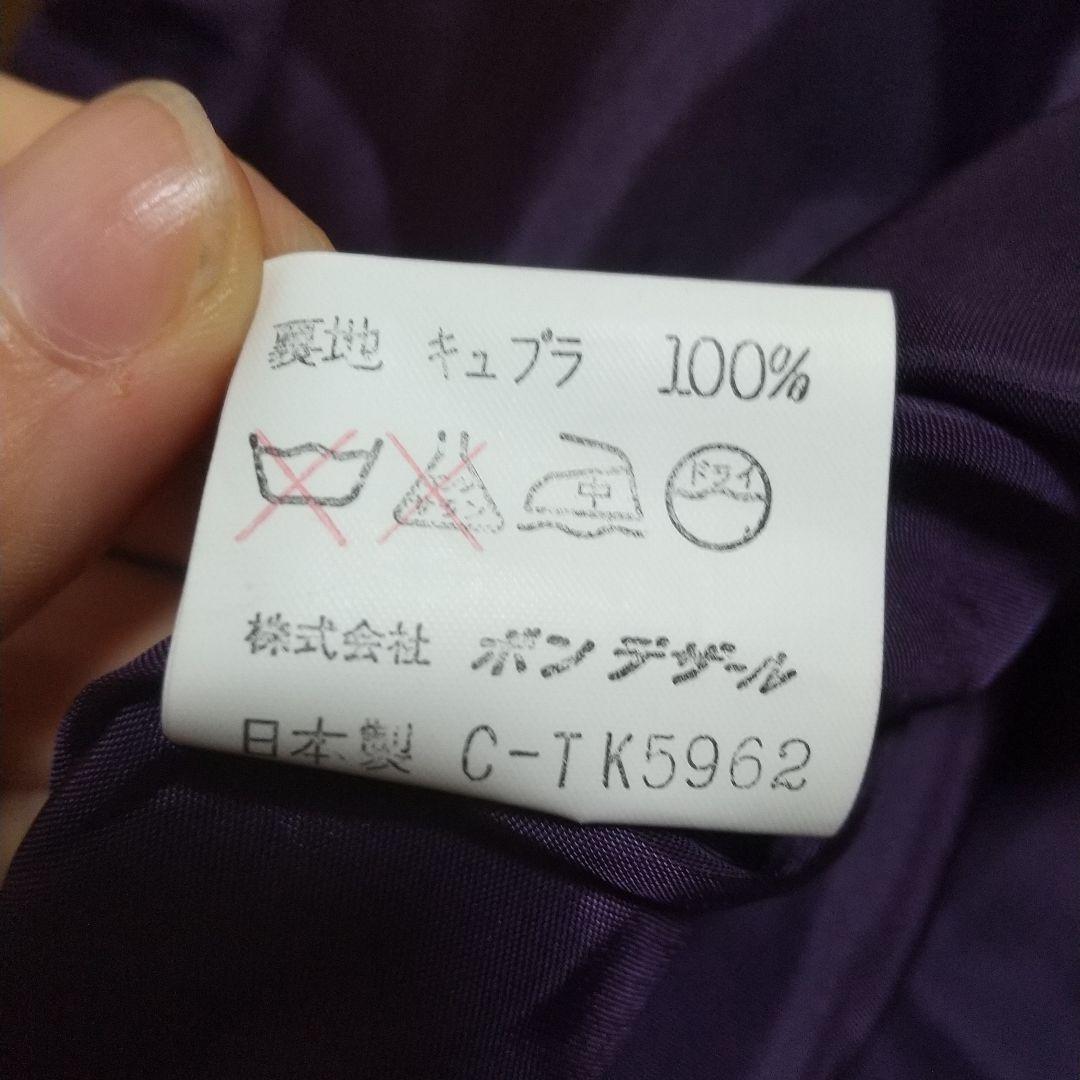 裏地 キュプラ 100%
中 ドライ
株式会社 ボンデザール
日本製 C-TK5962